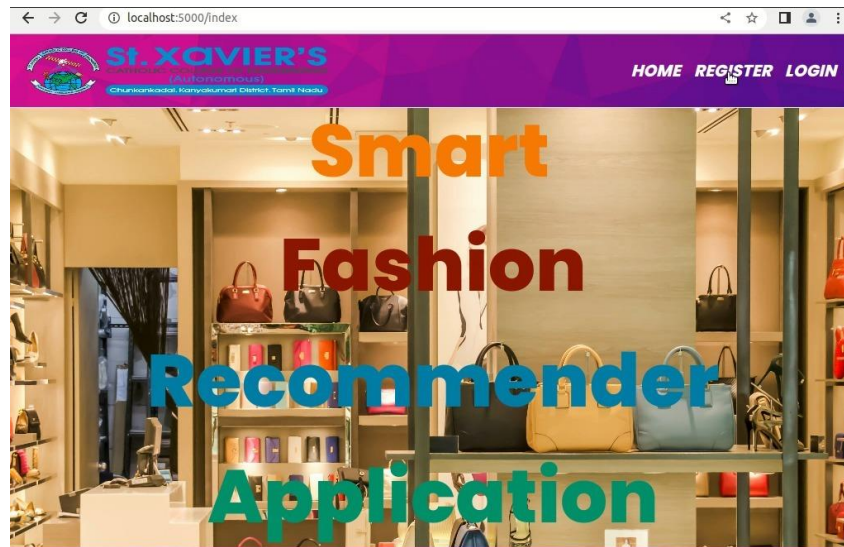 localhost:5000/index
St. XAVIER'S
(Autonomous)
Chunkankadai, Kanyakumari District. Tamil Nadu
HOME REGISTER LOGIN
Smart
Fashion
Recommender
Application